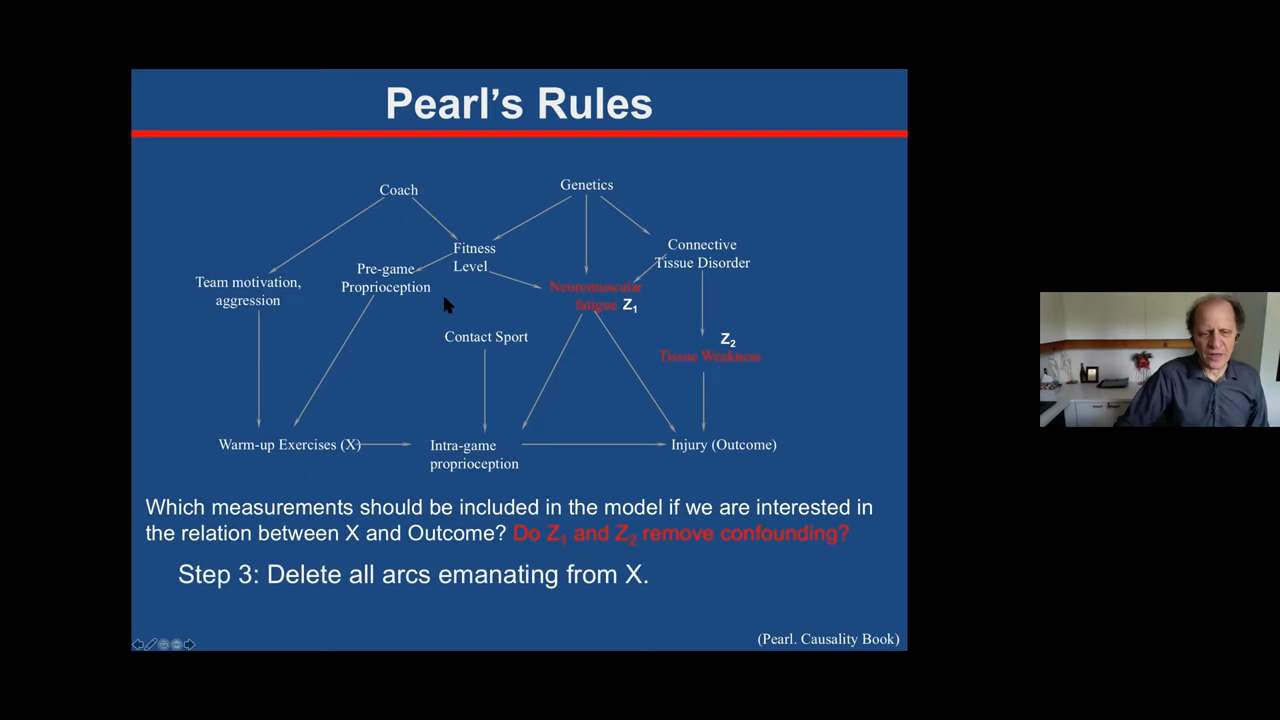 Pearl's Rules
Coach
Genetics
Fitness
Level
Connective
Tissue Disorder
Team motivation,
aggression
Pre-game
Proprioception
Neuromuscular
fatigue Z1
Contact Sport
Z2
Tissue Weakness
Warm-up Exercises (X)
Intra-game
proprioception
Injury (Outcome)
Which measurements should be included in the model if we are interested in
the relation between X and Outcome? Do Z1 and Z2 remove confounding?
Step 3: Delete all arcs emanating from X.
(Pearl. Causality Book)